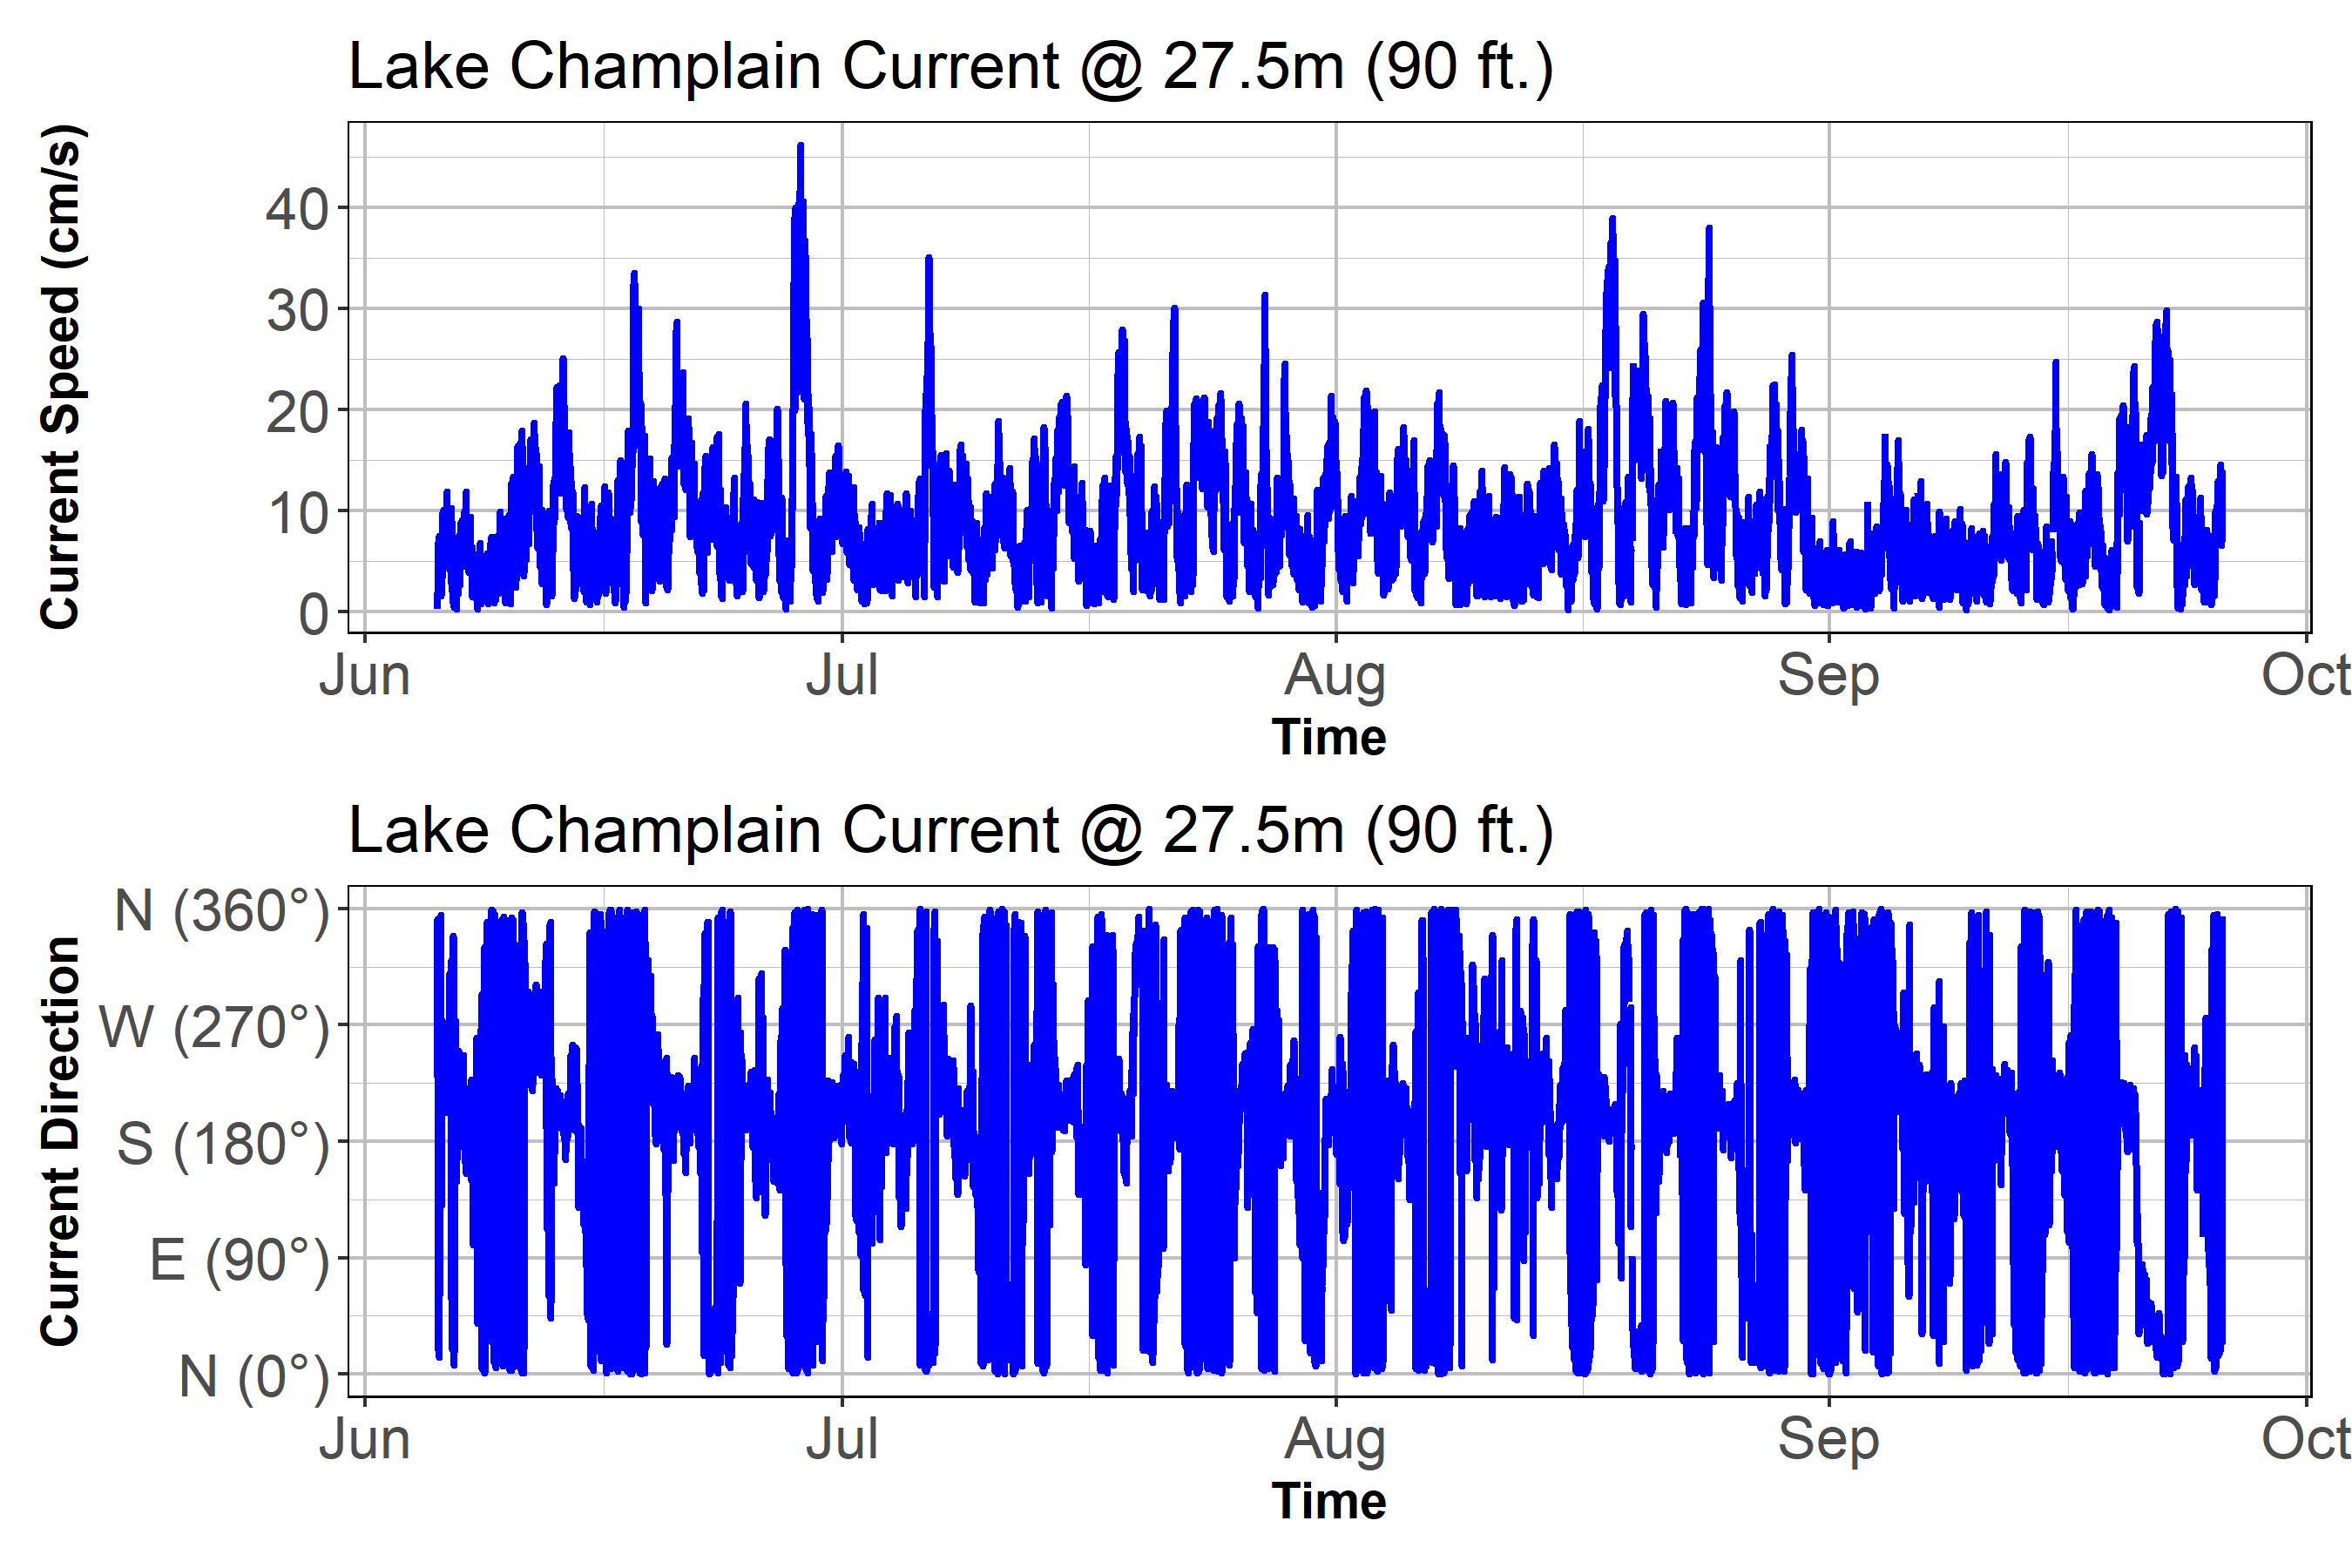 Lake Champlain Current @ 27.5m (90 ft.)
Current Speed (cm/s)
40
30
20
10
0
Jun Jul Aug Sep Oct
Time
Lake Champlain Current @ 27.5m (90 ft.)
Current Direction
N (360°)
W (270°)
S (180°)
E (90°)
N (0°)
Jun Jul Aug Sep Oct
Time